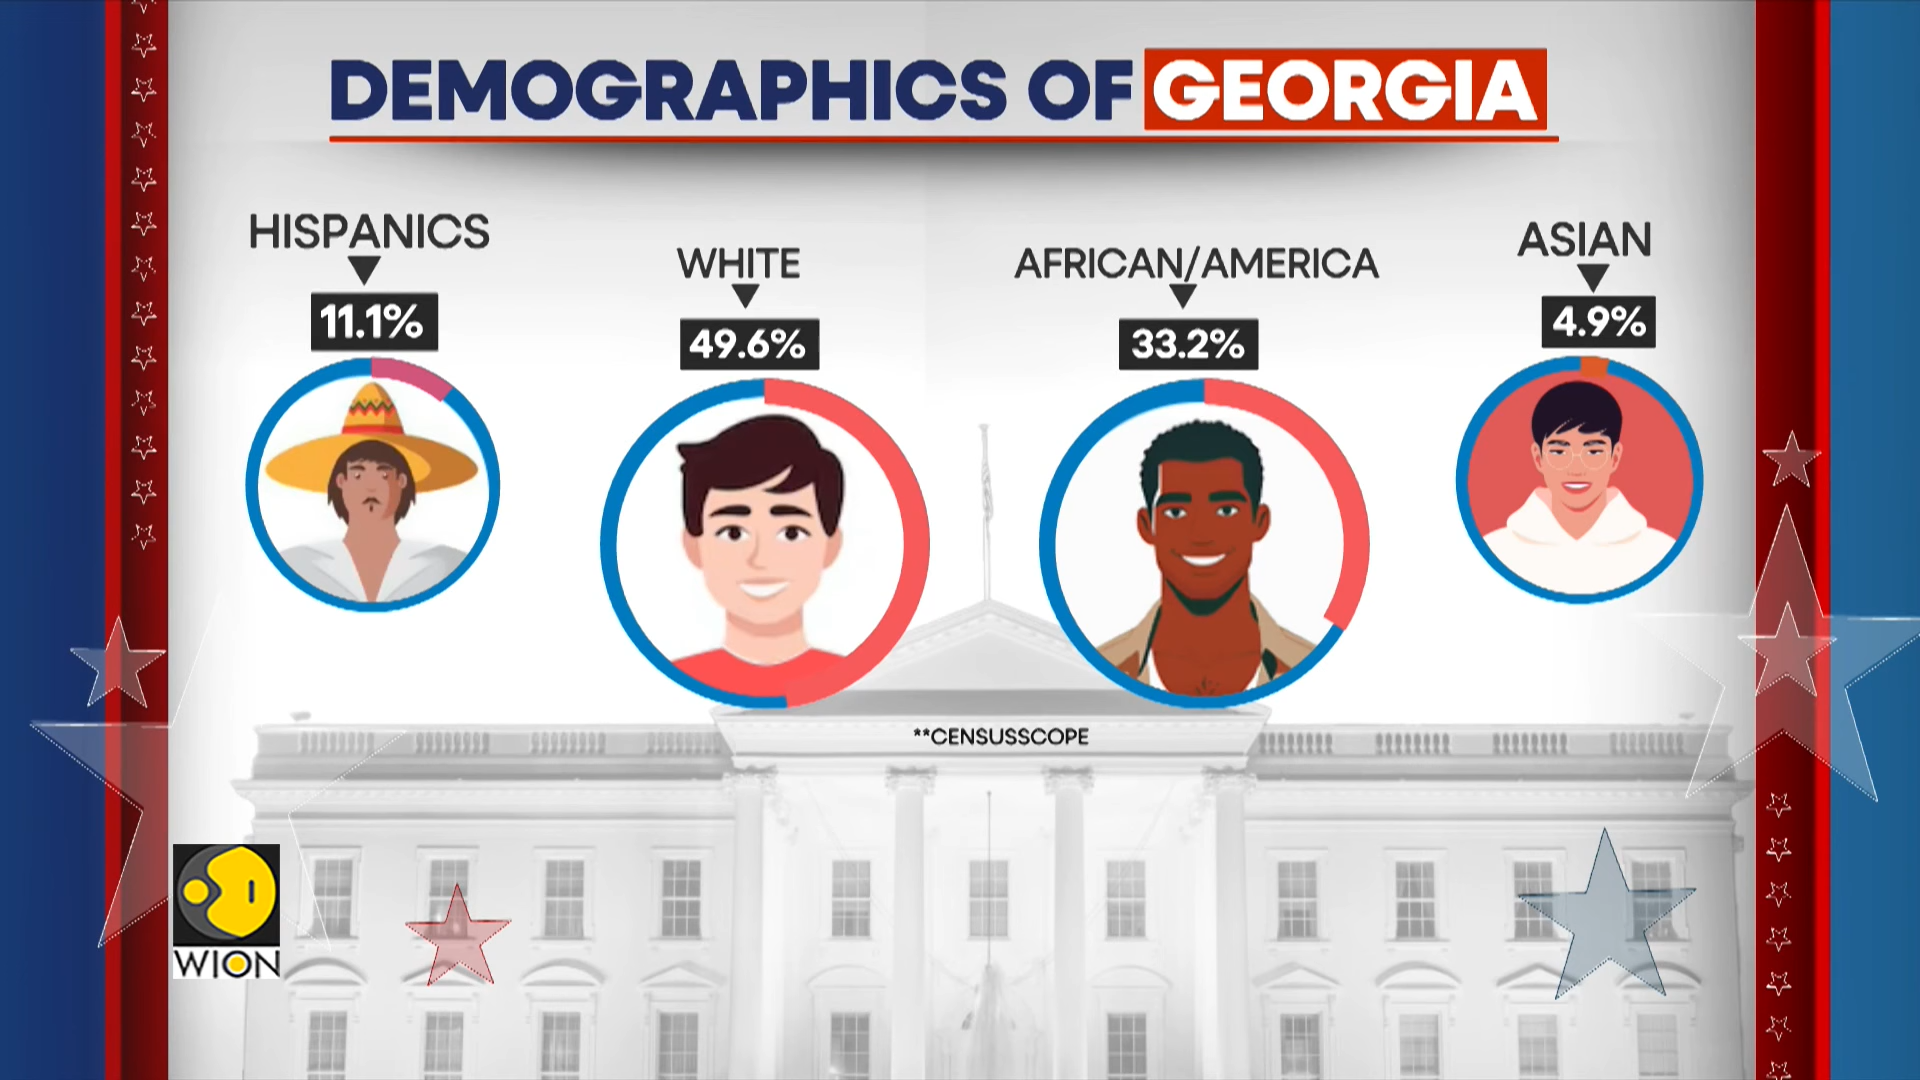 DEMOGRAPHICS OF GEORGIA
HISPANICS
11.1%
WHITE
49.6%
AFRICAN/AMERICA
33.2%
ASIAN
4.9%
**CENSUSSCOPE
WION